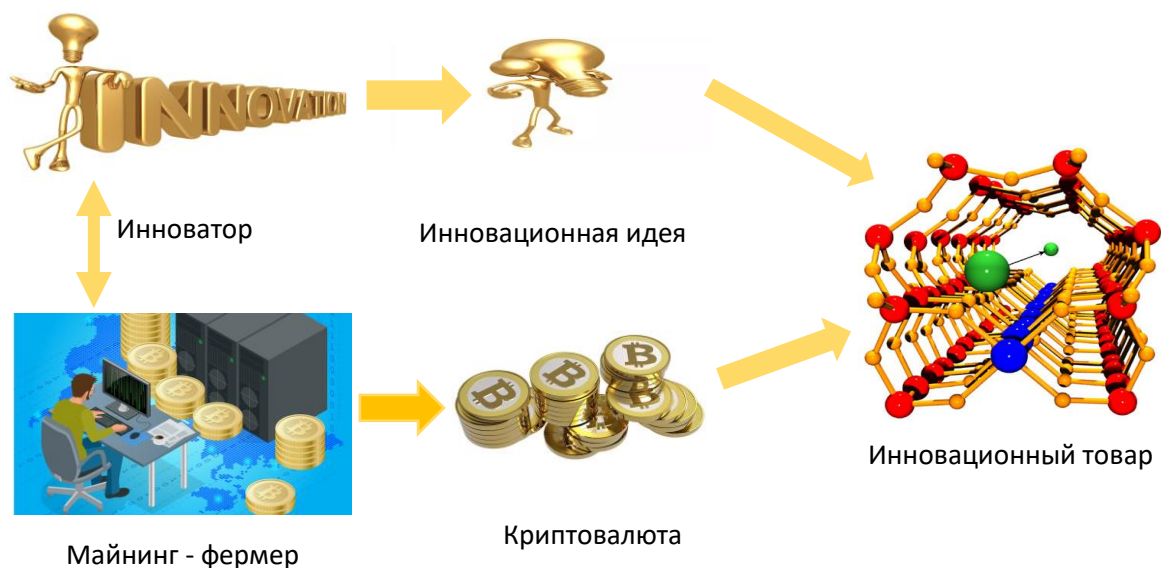 INNOVATION
Инноватор
Инновационная идея
Инновационный товар
Криптовалюта
Майнинг - фермер